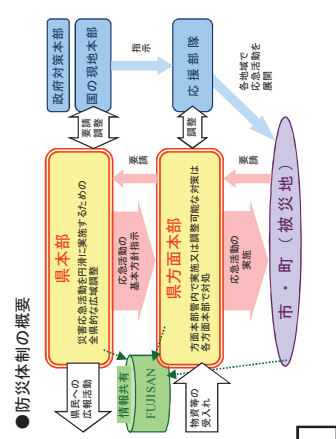 ●防災体制の概要
政府対策本部
国の現地本部
要請
調整
指示
県本部
災害応急活動を円滑に実施するための
全県的な広域調整
県民への
広報活動
応急活動の
基本方針指示
要請
情報共有
FUJISAN
応援部隊
調整
県方面本部
方面本部管内で実施又は調整可能な対策は
各方面本部で対処
物資等の
受入れ
応急活動の
実施
要請
各地域で
応急活動を
展開
市・町（被災地）